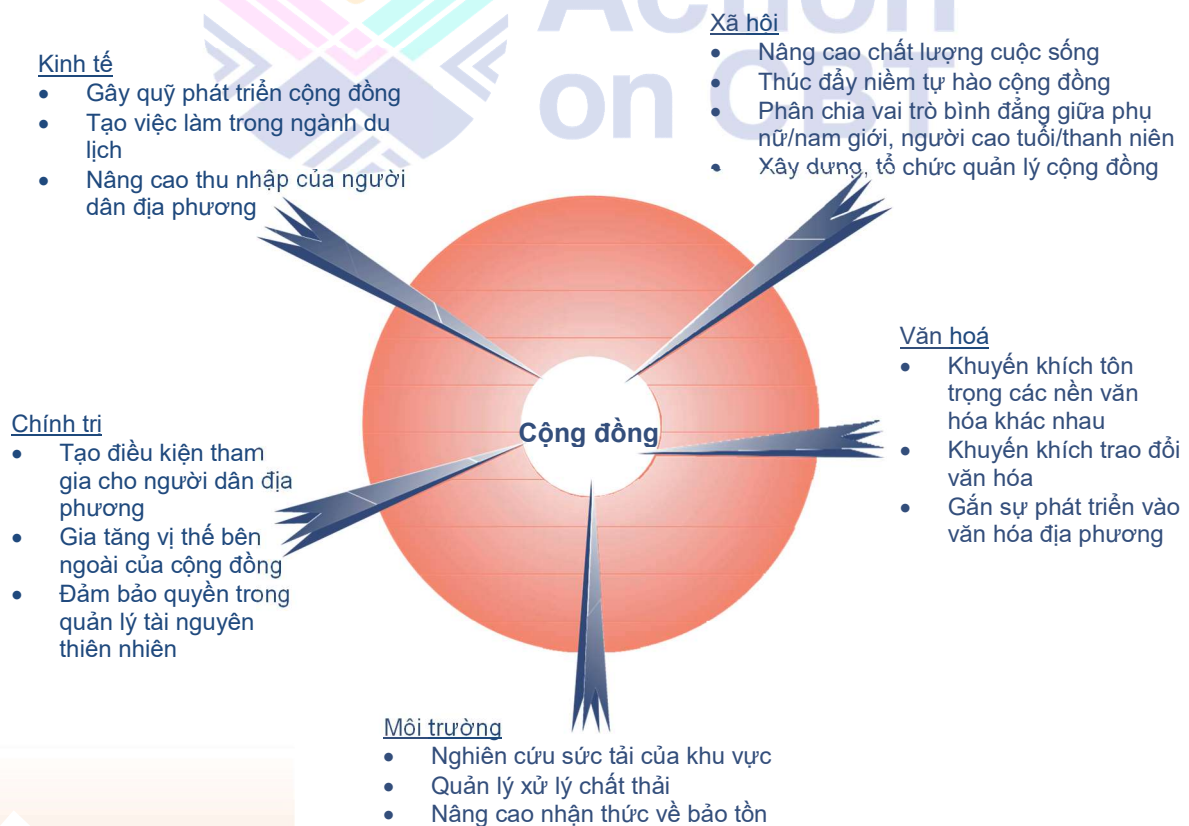 Action
on CBT
Kinh tế
• Gây quỹ phát triển cộng đồng
• Tạo việc làm trong ngành du
lịch
• Nâng cao thu nhập của người
dân địa phương
Xã hội
• Nâng cao chất lượng cuộc sống
• Thúc đẩy niềm tự hào cộng đồng
• Phân chia vai trò bình đẳng giữa phụ
nữ/nam giới, người cao tuổi/thanh niên
• Xây dựng, tổ chức quản lý cộng đồng
Văn hoá
• Khuyến khích tôn
trọng các nền văn
hóa khác nhau
• Khuyến khích trao đổi
văn hóa
• Gắn sự phát triển vào
văn hóa địa phương
Cộng đồng
Chính tri
• Tạo điều kiện tham
gia cho người dân địa
phương
• Gia tăng vị thế bên
ngoài của cộng đồng
• Đảm bảo quyền trong
quản lý tài nguyên
thiên nhiên
Môi trường
• Nghiên cứu sức tải của khu vực
• Quản lý xử lý chất thải
• Nâng cao nhận thức về bảo tồn